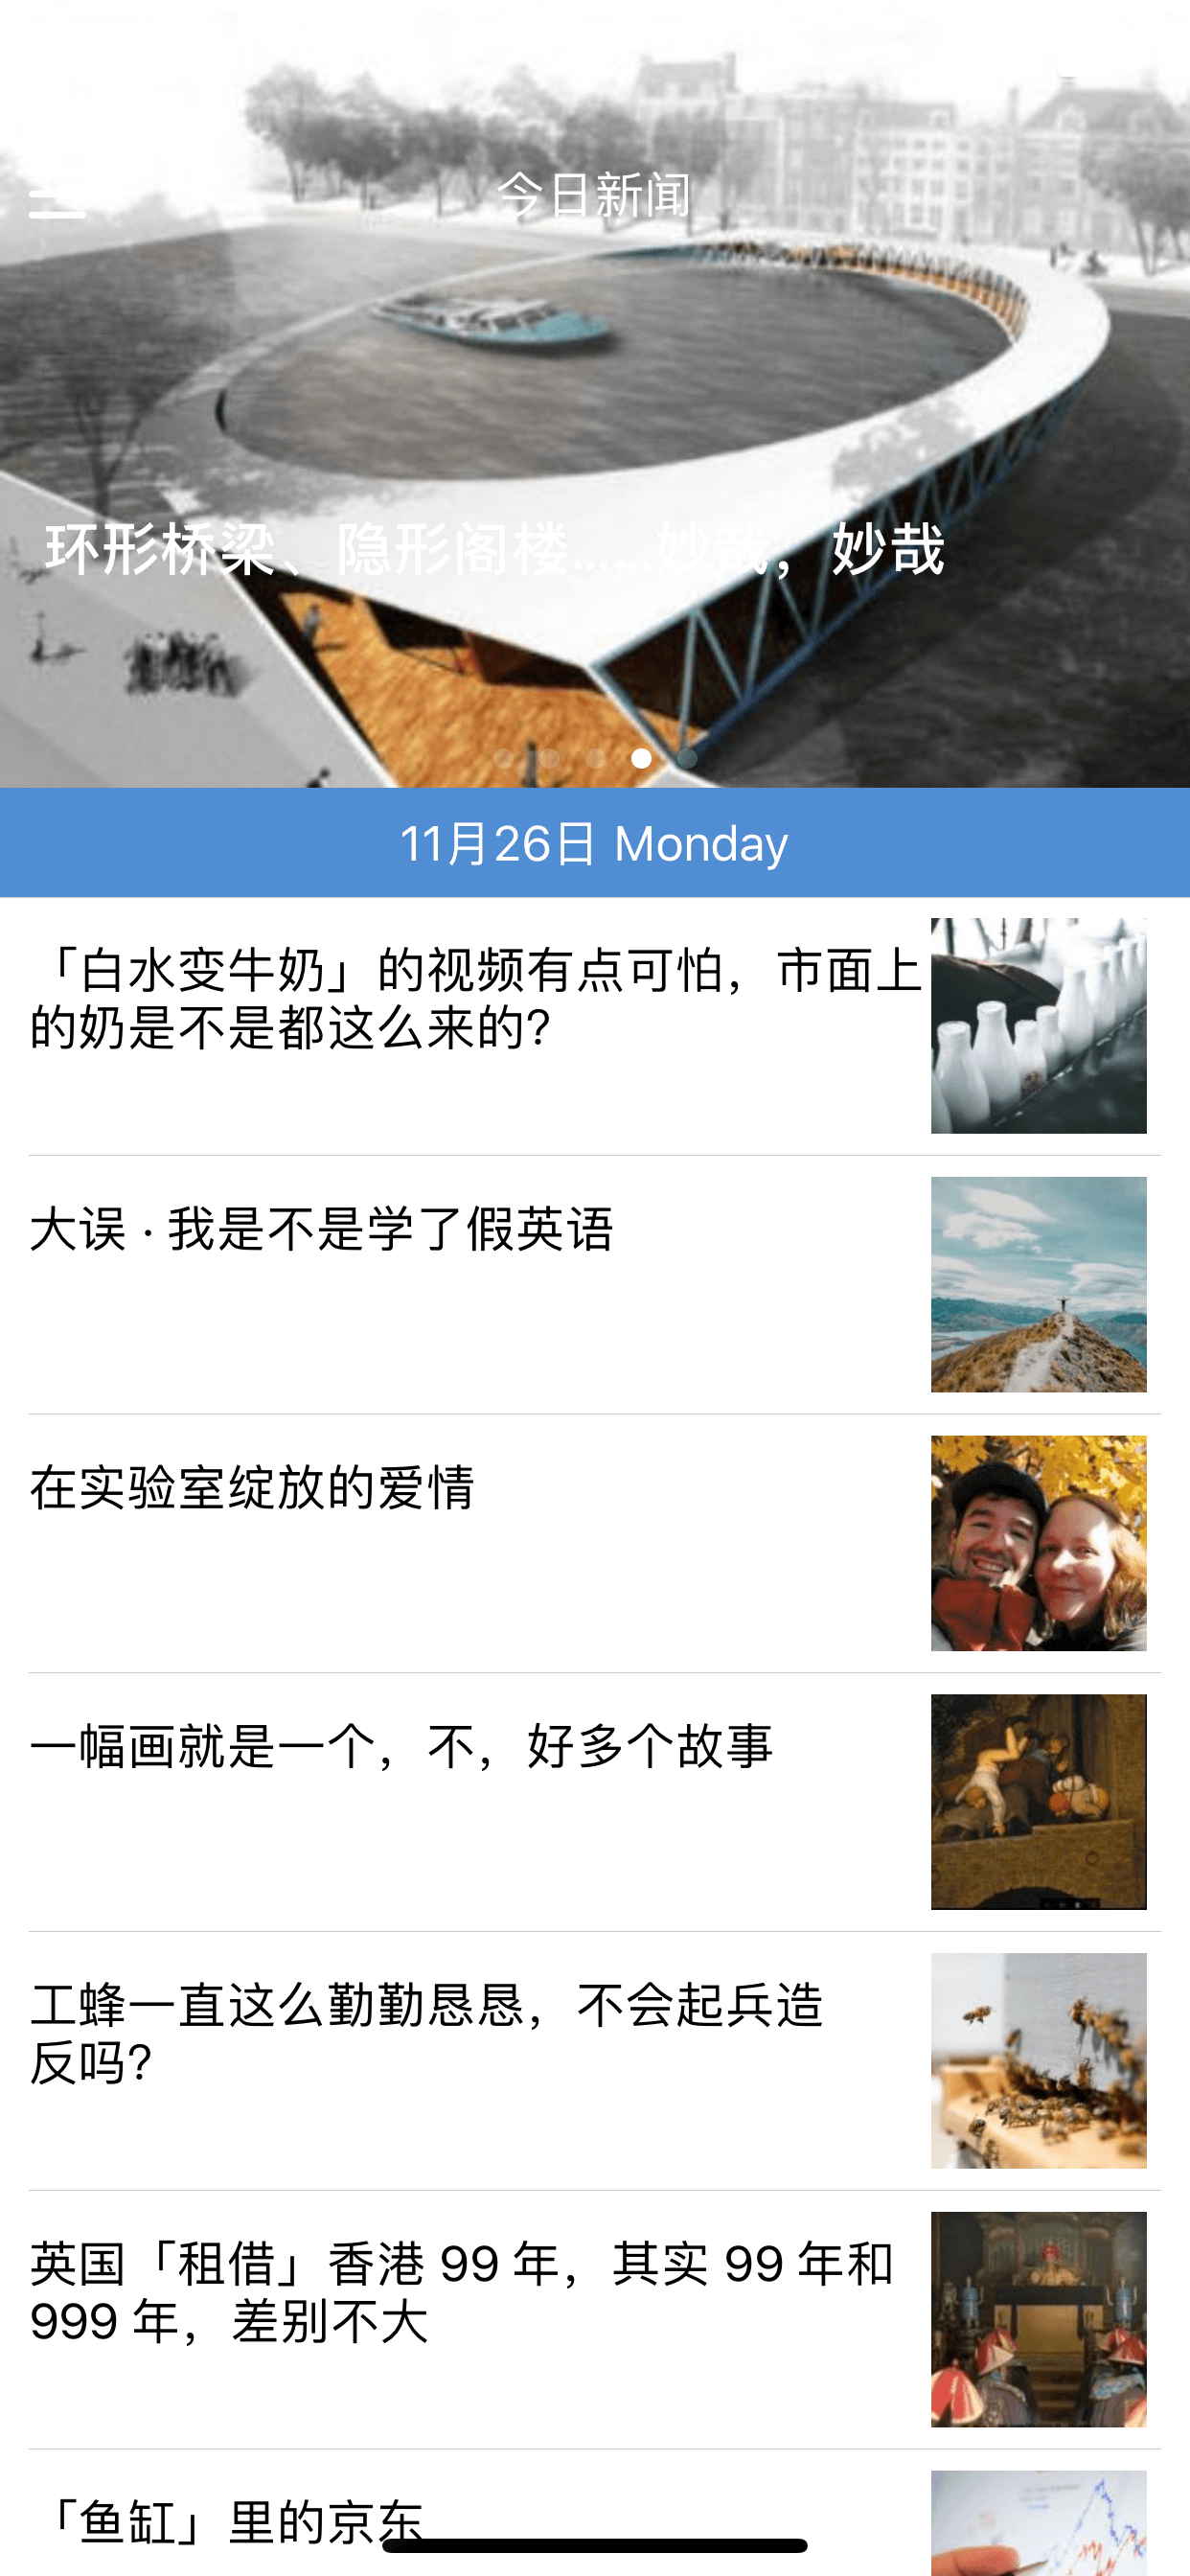 今日新闻
环形桥梁、隐形阁楼……妙哉，妙哉
11月26日 Monday
「白水变牛奶」的视频有点可怕，市面上
的奶是不是都这么来的?
大误 · 我是不是学了假英语
在实验室绽放的爱情
一幅画就是一个，不，好多个故事
工蜂一直这么勤勤恳恳，不会起兵造
反吗?
英国「租借」香港 99 年，其实 99 年和
999 年，差别不大
「鱼缸」里的京东